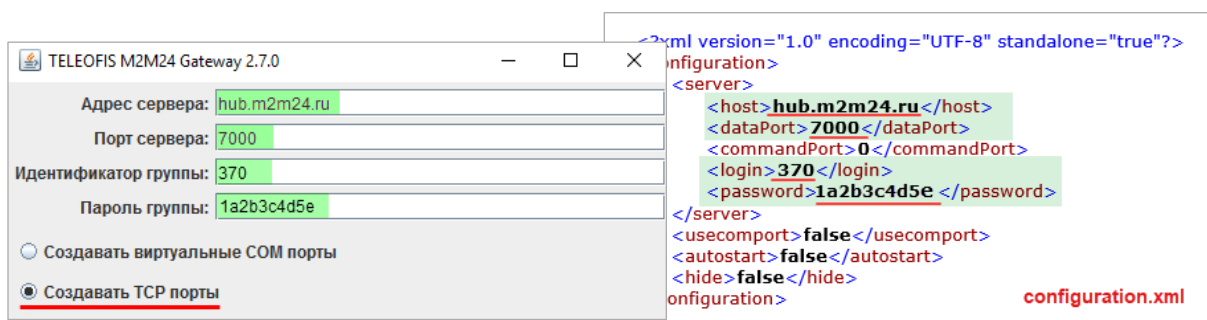 TELEOFIS M2M24 Gateway 2.7.0
Адрес сервера: hub.m2m24.ru
Порт сервера: 7000
Идентификатор группы: 370
Пароль группы: 1a2b3c4d5e
Создавать виртуальные COM порты
Создавать TCP порты
<?xml version="1.0" encoding="UTF-8" standalone="true"?>
nfiguration>
<server>
<host>hub.m2m24.ru</host>
<dataPort>7000</dataPort>
<commandPort>0</commandPort>
<login>370</login>
<password>1a2b3c4d5e </password>
</server>
<usecomport>false</usecomport>
<autostart>false</autostart>
<hide>false</hide>
onfiguration>
configuration.xml